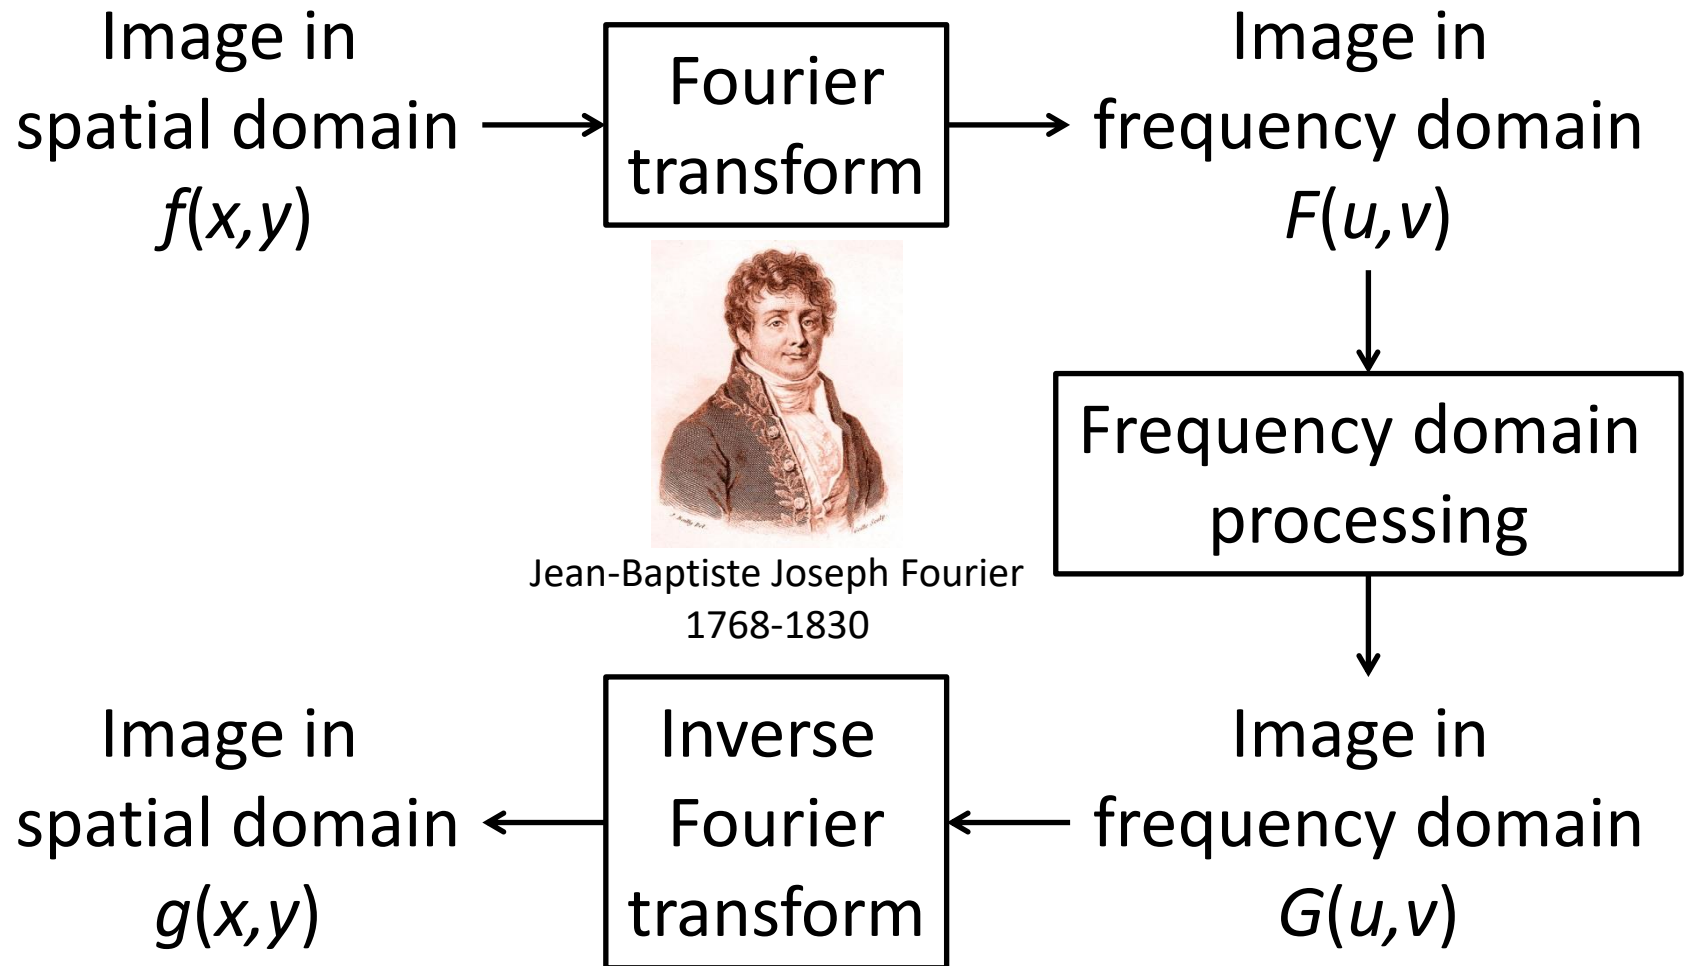 Image in
spatial domain
f(x,y)
Fourier
transform
Image in
frequency domain
F(u,v)
Frequency domain
processing
Jean-Baptiste Joseph Fourier
1768-1830
Image in
frequency domain
G(u,v)
Inverse
Fourier
transform
Image in
spatial domain
g(x,y)